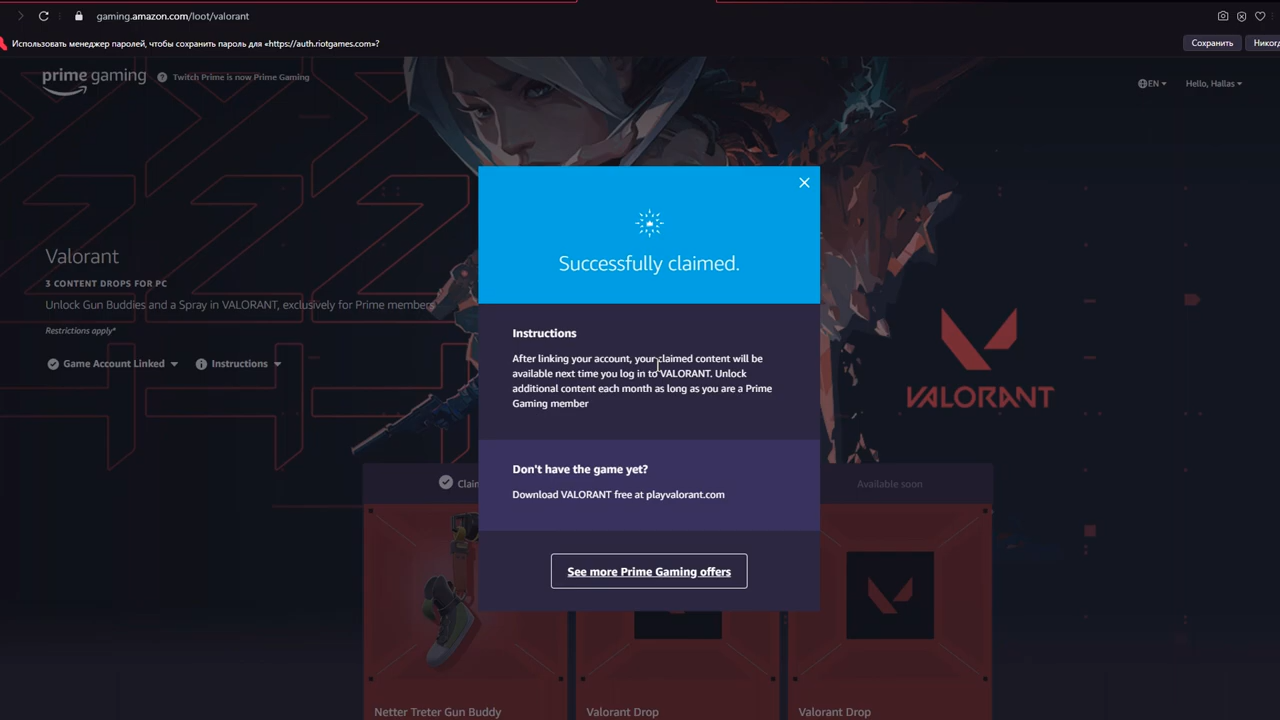 gaming.amazon.com/loot/valorant
Использовать менеджер паролей, чтобы сохранить пароль для «https://auth.riotgames.com»?
Сохранить
prime gaming
Twitch Prime is now Prime Gaming
EN
Hello, Hallas
Successfully claimed.
Valorant
3 CONTENT DROPS FOR PC
Unlock Gun Buddies and a Spray in VALORANT, exclusively for Prime members
Restrictions apply*
Game Account Linked
Instructions
Instructions
After linking your account, your claimed content will be
available next time you log in to VALORANT. Unlock
additional content each month as long as you are a Prime
Gaming member
VALORANT
Don't have the game yet?
Download VALORANT free at playvalorant.com
Available soon
See more Prime Gaming offers
Netter Treter Gun Buddy
Valorant Drop
Valorant Drop